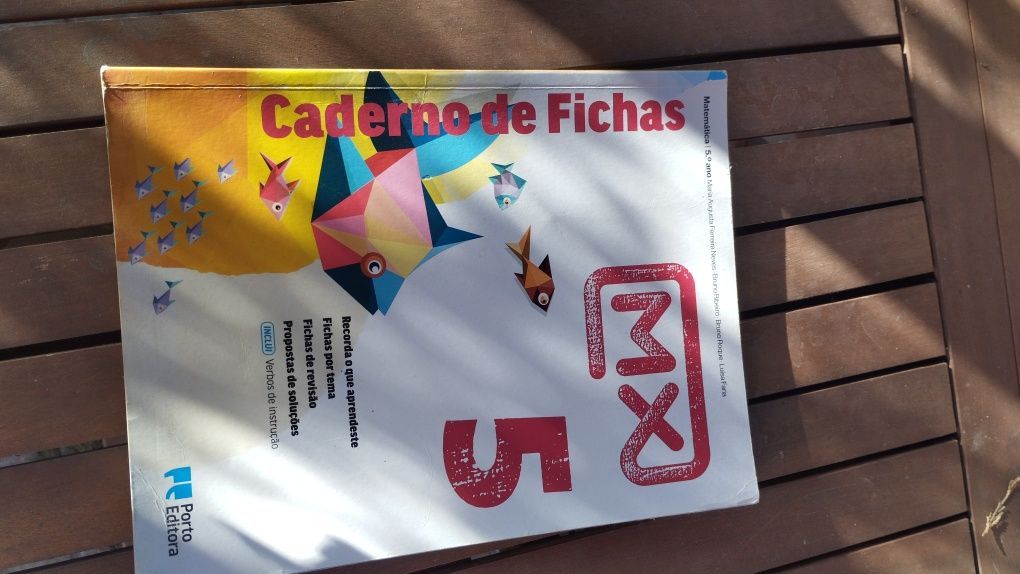 Matemática | 5.º ano Maria Augusta Ferreira Neves · Bruno Ribeiro · Bruno Roque · Luísa Faria
MX
5
Caderno de Fichas
Recorda o que aprendeste
Fichas por tema
Fichas de revisão
Propostas de soluções
INCLUI Verbos de instrução
Porto
Editora